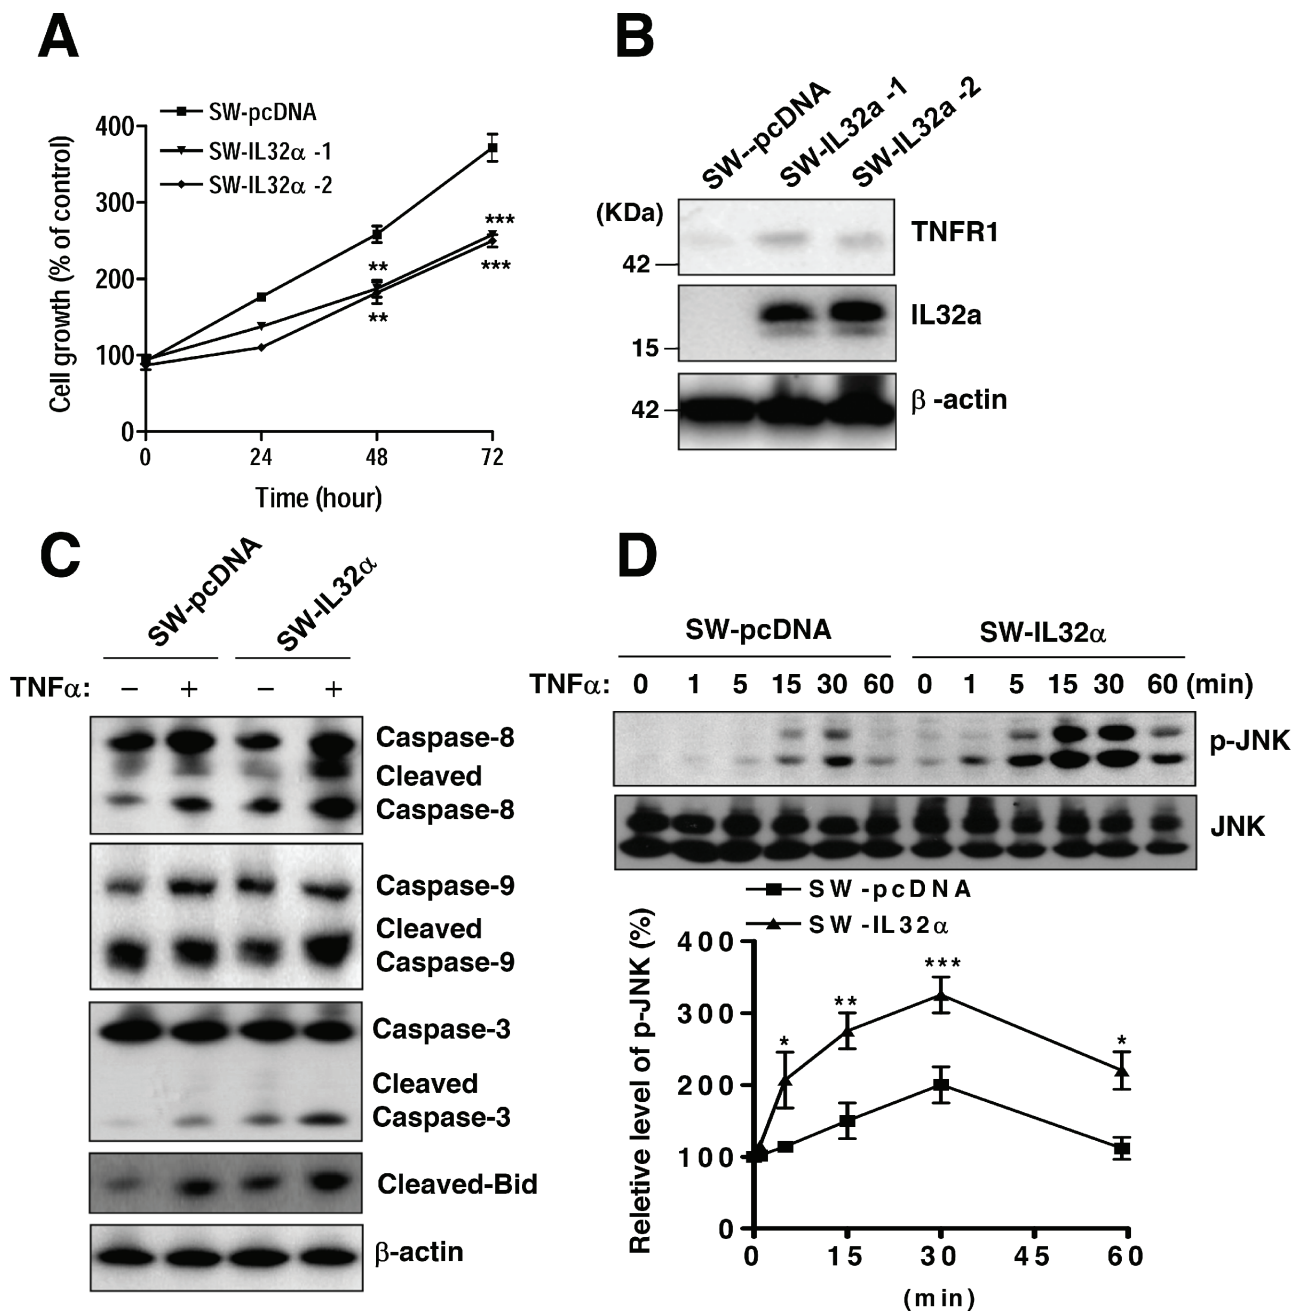 A
SW-pcDNA
SW-IL32α -1
SW-IL32α -2
Cell growth (% of control)
400
300
200
100
0
**
**
***
***
0 24 48 72
Time (hour)
B
SW--pcDNA
SW-IL32a -1
SW-IL32a -2
(KDa)
42
TNFR1
15
IL32a
42
β -actin
C
SW-pcDNA
SW-IL32α
TNFα: − + − +
Caspase-8
Cleaved
Caspase-8
Caspase-9
Cleaved
Caspase-9
Caspase-3
Cleaved
Caspase-3
Cleaved-Bid
β-actin
D
SW-pcDNA
SW-IL32α
TNFα: 0 1 5 15 30 60 0 1 5 15 30 60 (min)
p-JNK
JNK
SW -pcDNA
SW -IL32α
Reletive level of p-JNK (%)
400
300
200
100
0
*
**
***
*
0 15 30 45 60
(min)